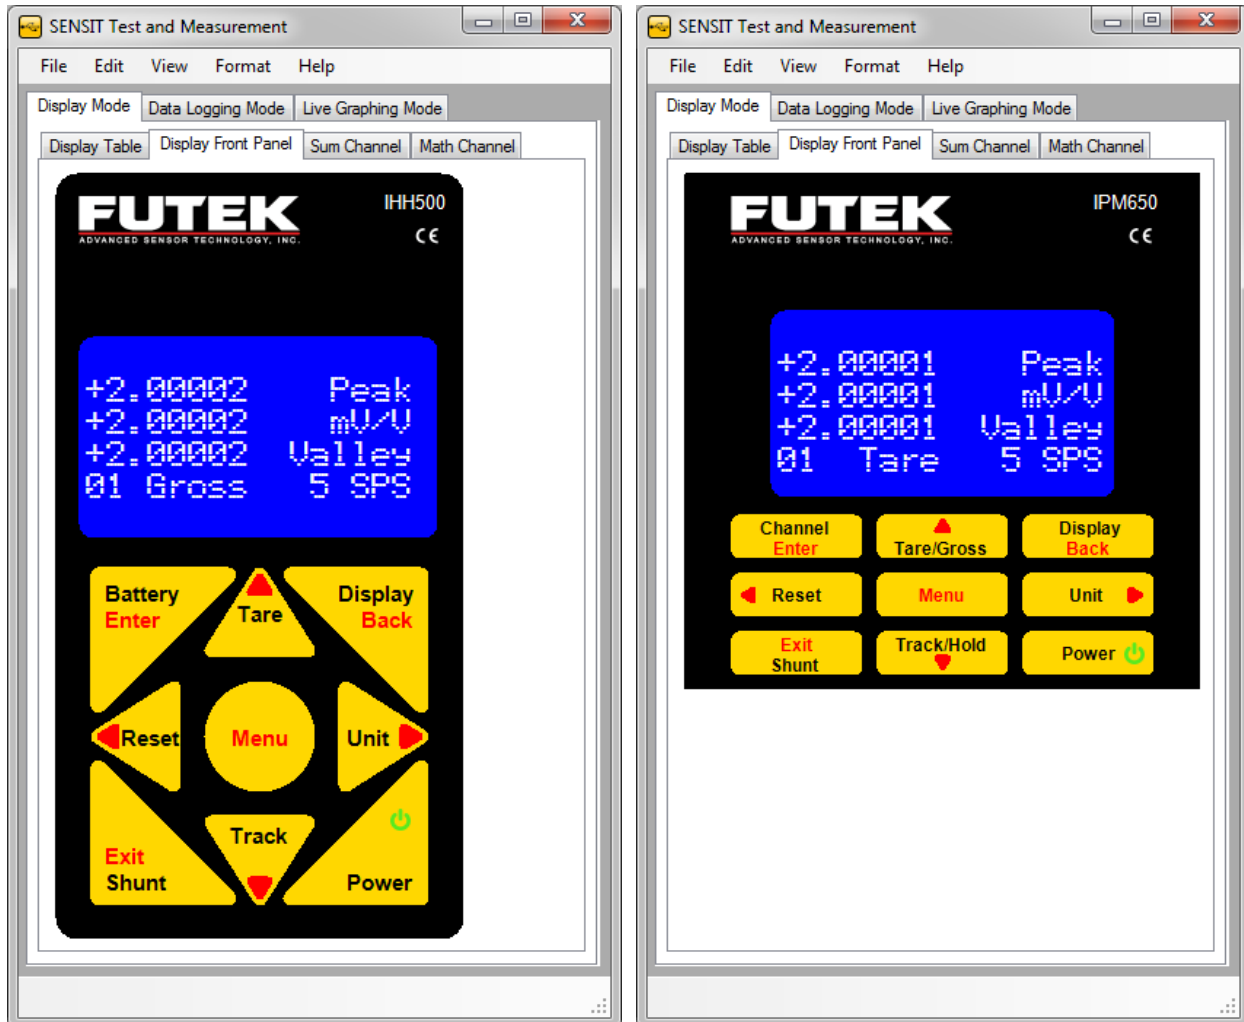 SENSIT Test and Measurement
File Edit View Format Help
Display Mode Data Logging Mode Live Graphing Mode
Display Table Display Front Panel Sum Channel Math Channel
FUTEK IHH500
ADVANCED SENSOR TECHNOLOGY, INC. CE
+2.00002 Peak
+2.00002 mV/V
+2.00002 Valley
01 Gross 5 SPS
Battery
Enter
Tare
Display
Back
Reset
Menu
Unit
Exit
Shunt
Track
Power
SENSIT Test and Measurement
File Edit View Format Help
Display Mode Data Logging Mode Live Graphing Mode
Display Table Display Front Panel Sum Channel Math Channel
FUTEK IPM650
ADVANCED SENSOR TECHNOLOGY, INC. CE
+2.00001 Peak
+2.00001 mV/V
+2.00001 Valley
01 Tare 5 SPS
Channel
Enter
Tare/Gross
Display
Back
Reset
Menu
Unit
Exit
Shunt
Track/Hold
Power